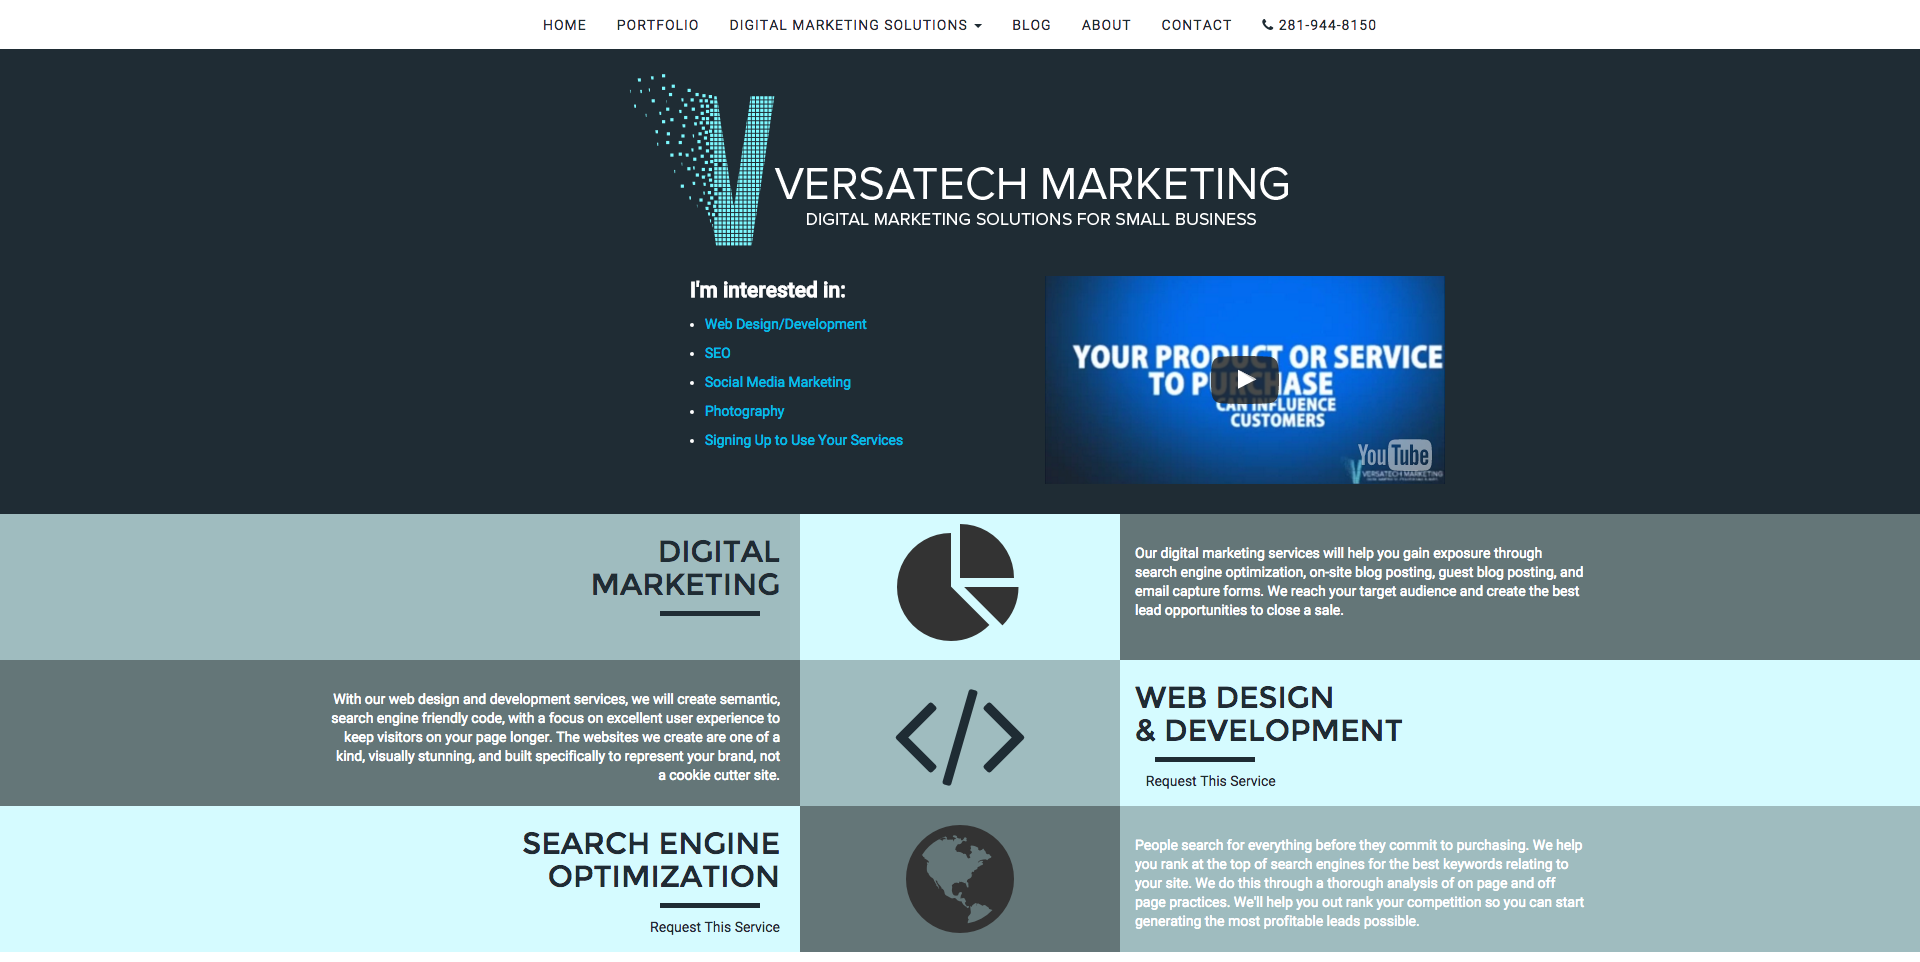 HOME PORTFOLIO DIGITAL MARKETING SOLUTIONS BLOG ABOUT CONTACT 281-944-8150
VERSATECH MARKETING
DIGITAL MARKETING SOLUTIONS FOR SMALL BUSINESS
I'm interested in:
Web Design/Development
SEO
Social Media Marketing
Photography
Signing Up to Use Your Services
YOUR PRODUCT OR SERVICE
TO PURCHASE
CAN INFLUENCE
CUSTOMERS
YouTube
VERSATECH MARKETING
DIGITAL
MARKETING
Our digital marketing services will help you gain exposure through
search engine optimization, on-site blog posting, guest blog posting, and
email capture forms. We reach your target audience and create the best
lead opportunities to close a sale.
With our web design and development services, we will create semantic,
search engine friendly code, with a focus on excellent user experience to
keep visitors on your page longer. The websites we create are one of a
kind, visually stunning, and built specifically to represent your brand, not
a cookie cutter site.
WEB DESIGN
& DEVELOPMENT
Request This Service
SEARCH ENGINE
OPTIMIZATION
Request This Service
People search for everything before they commit to purchasing. We help
you rank at the top of search engines for the best keywords relating to
your site. We do this through a thorough analysis of on page and off
page practices. We'll help you out rank your competition so you can start
generating the most profitable leads possible.